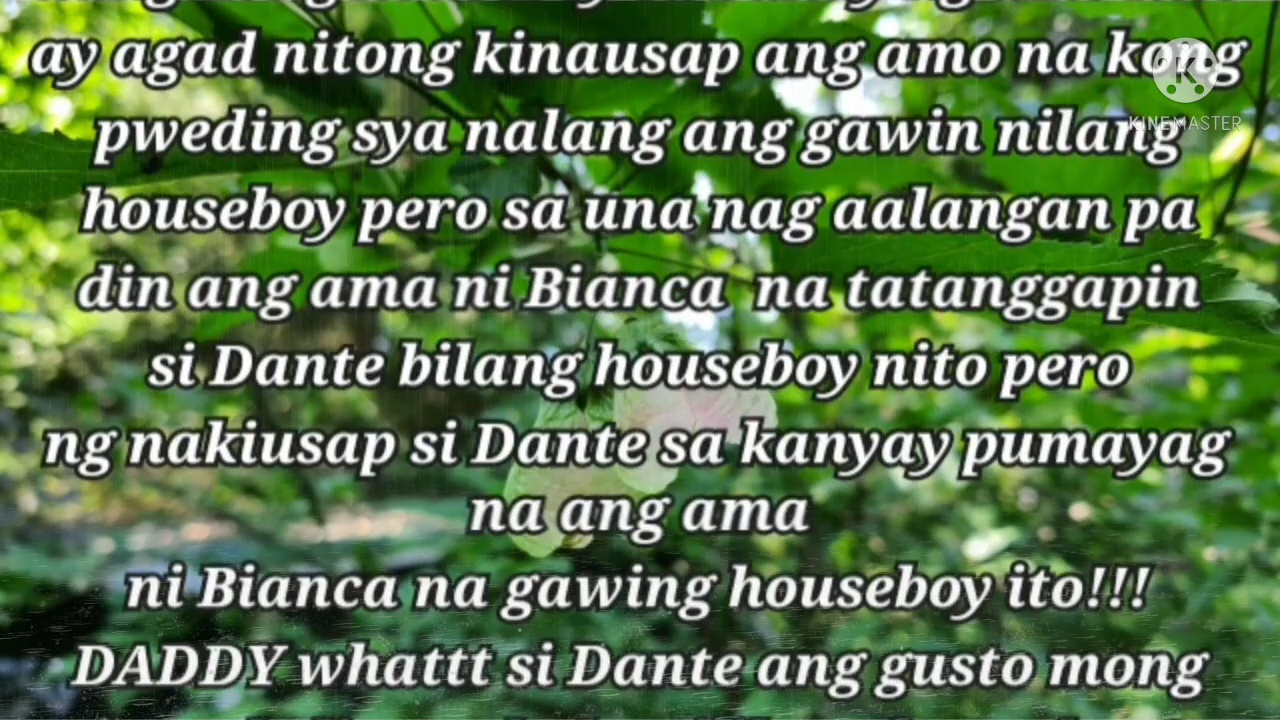 ay agad nitong kinausap ang amo na kong
KINEMASTER
pweding sya nalang ang gawin nilang
houseboy pero sa una nag aalangan pa
din ang ama ni Bianca na tatanggapin
si Dante bilang houseboy nito pero
ng nakiusap si Dante sa kanyay pumayag
na ang ama
ni Bianca na gawing houseboy ito!!!
DADDY whattt si Dante ang gusto mong